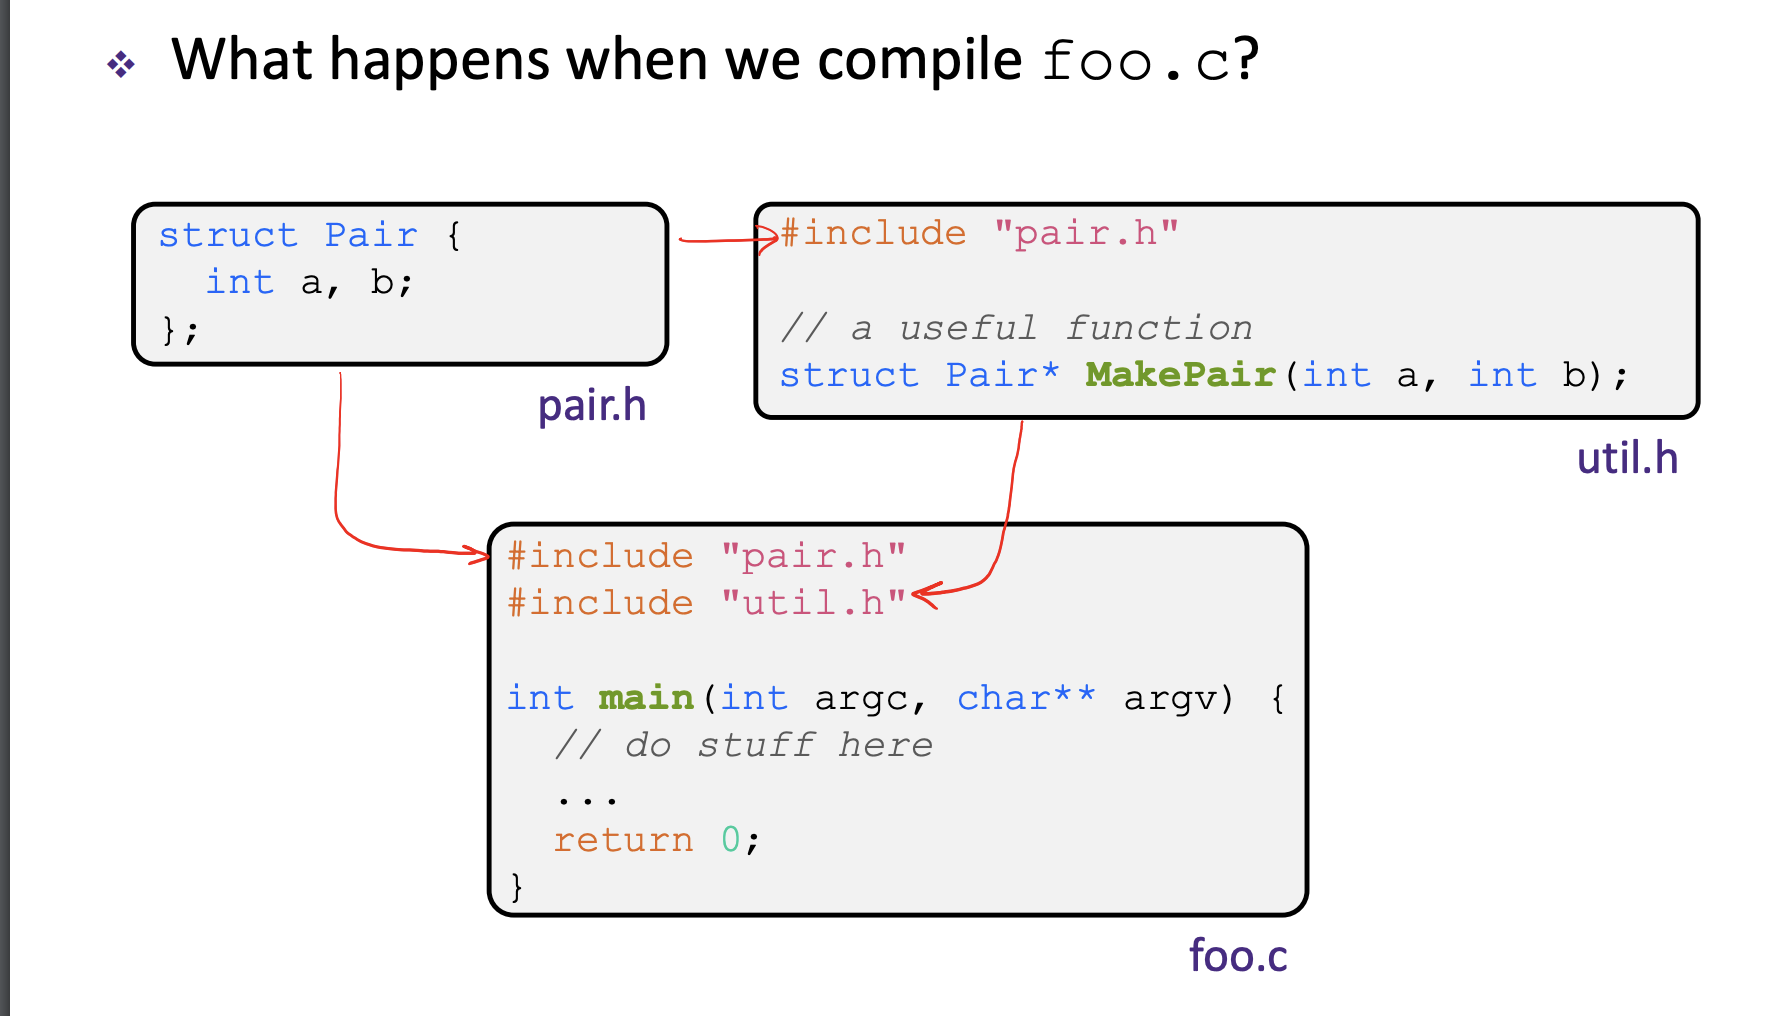 ❖ What happens when we compile foo.c?
struct Pair {
  int a, b;
};
pair.h
#include "pair.h"
// a useful function
struct Pair* MakePair(int a, int b);
util.h
#include "pair.h"
#include "util.h"
int main(int argc, char** argv) {
  // do stuff here
  ...
  return 0;
}
foo.c